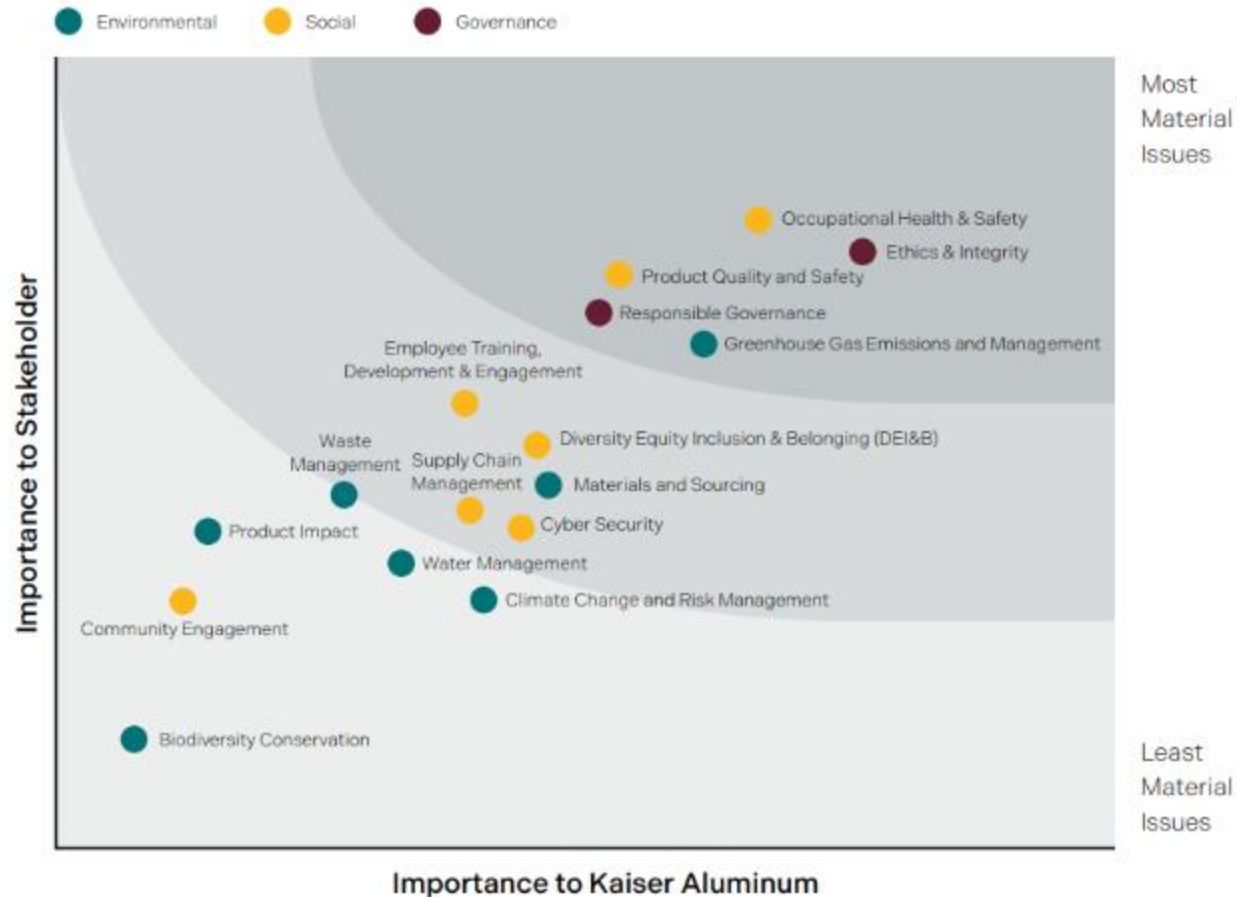 Environmental
Social
Governance
Most
Material
Issues
Occupational Health & Safety
Ethics & Integrity
Product Quality and Safety
Responsible Governance
Greenhouse Gas Emissions and Management
Employee Training,
Development & Engagement
Diversity Equity Inclusion & Belonging (DEI&B)
Waste
Management
Supply Chain
Management
Materials and Sourcing
Cyber Security
Product Impact
Water Management
Climate Change and Risk Management
Community Engagement
Biodiversity Conservation
Least
Material
Issues
Importance to Stakeholder
Importance to Kaiser Aluminum